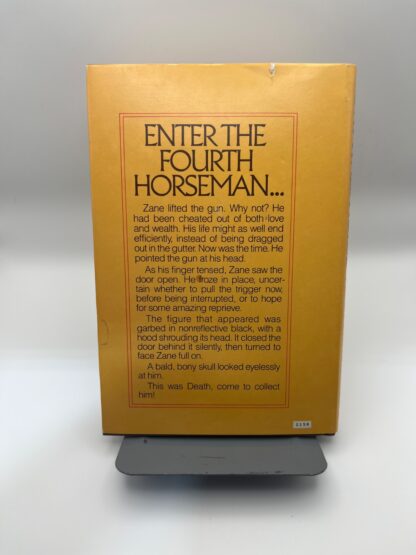 ENTER THE
FOURTH
HORSEMAN...
Zane lifted the gun. Why not? He
had been cheated out of both love
and wealth. His life might as well end
efficiently, instead of being dragged
out in the gutter. Now was the time. He
pointed the gun at his head.
As his finger tensed, Zane saw the
door open. He froze in place, uncer-
tain whether to pull the trigger now,
before being interrupted, or to hope
for some amazing reprieve.
The figure that appeared was
garbed in nonreflective black, with a
hood shrouding its head. It closed the
door behind it silently, then turned to
face Zane full on.
A bald, bony skull looked eyelessly
at him.
This was Death, come to collect
him!